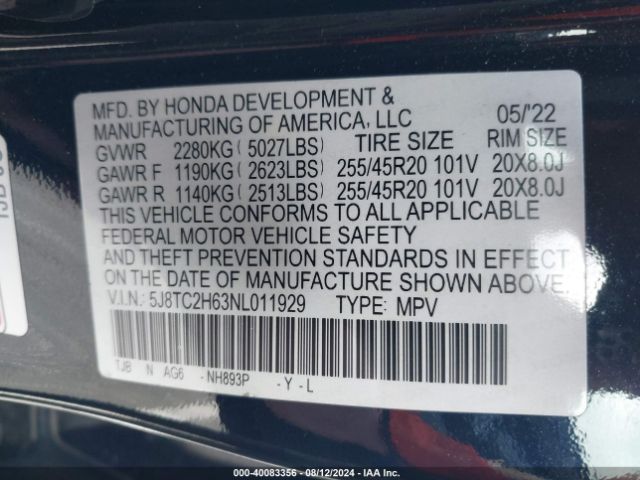 MFD. BY HONDA DEVELOPMENT &
MANUFACTURING OF AMERICA, LLC 05/'22
GVWR 2280KG ( 5027LBS ) TIRE SIZE RIM SIZE
GAWR F 1190KG ( 2623LBS ) 255/45R20 101V 20X8.0J
GAWR R 1140KG ( 2513LBS ) 255/45R20 101V 20X8.0J
THIS VEHICLE CONFORMS TO ALL APPLICABLE
FEDERAL MOTOR VEHICLE SAFETY
AND THEFT PREVENTION STANDARDS IN EFFECT
ON THE DATE OF MANUFACTURE SHOWN ABOVE.
V.I.N.: 5J8TC2H63NL011929 TYPE: MPV
TJB N AG6 - NH893P - Y - L
000-40083356 - 08/12/2024 - IAA Inc.